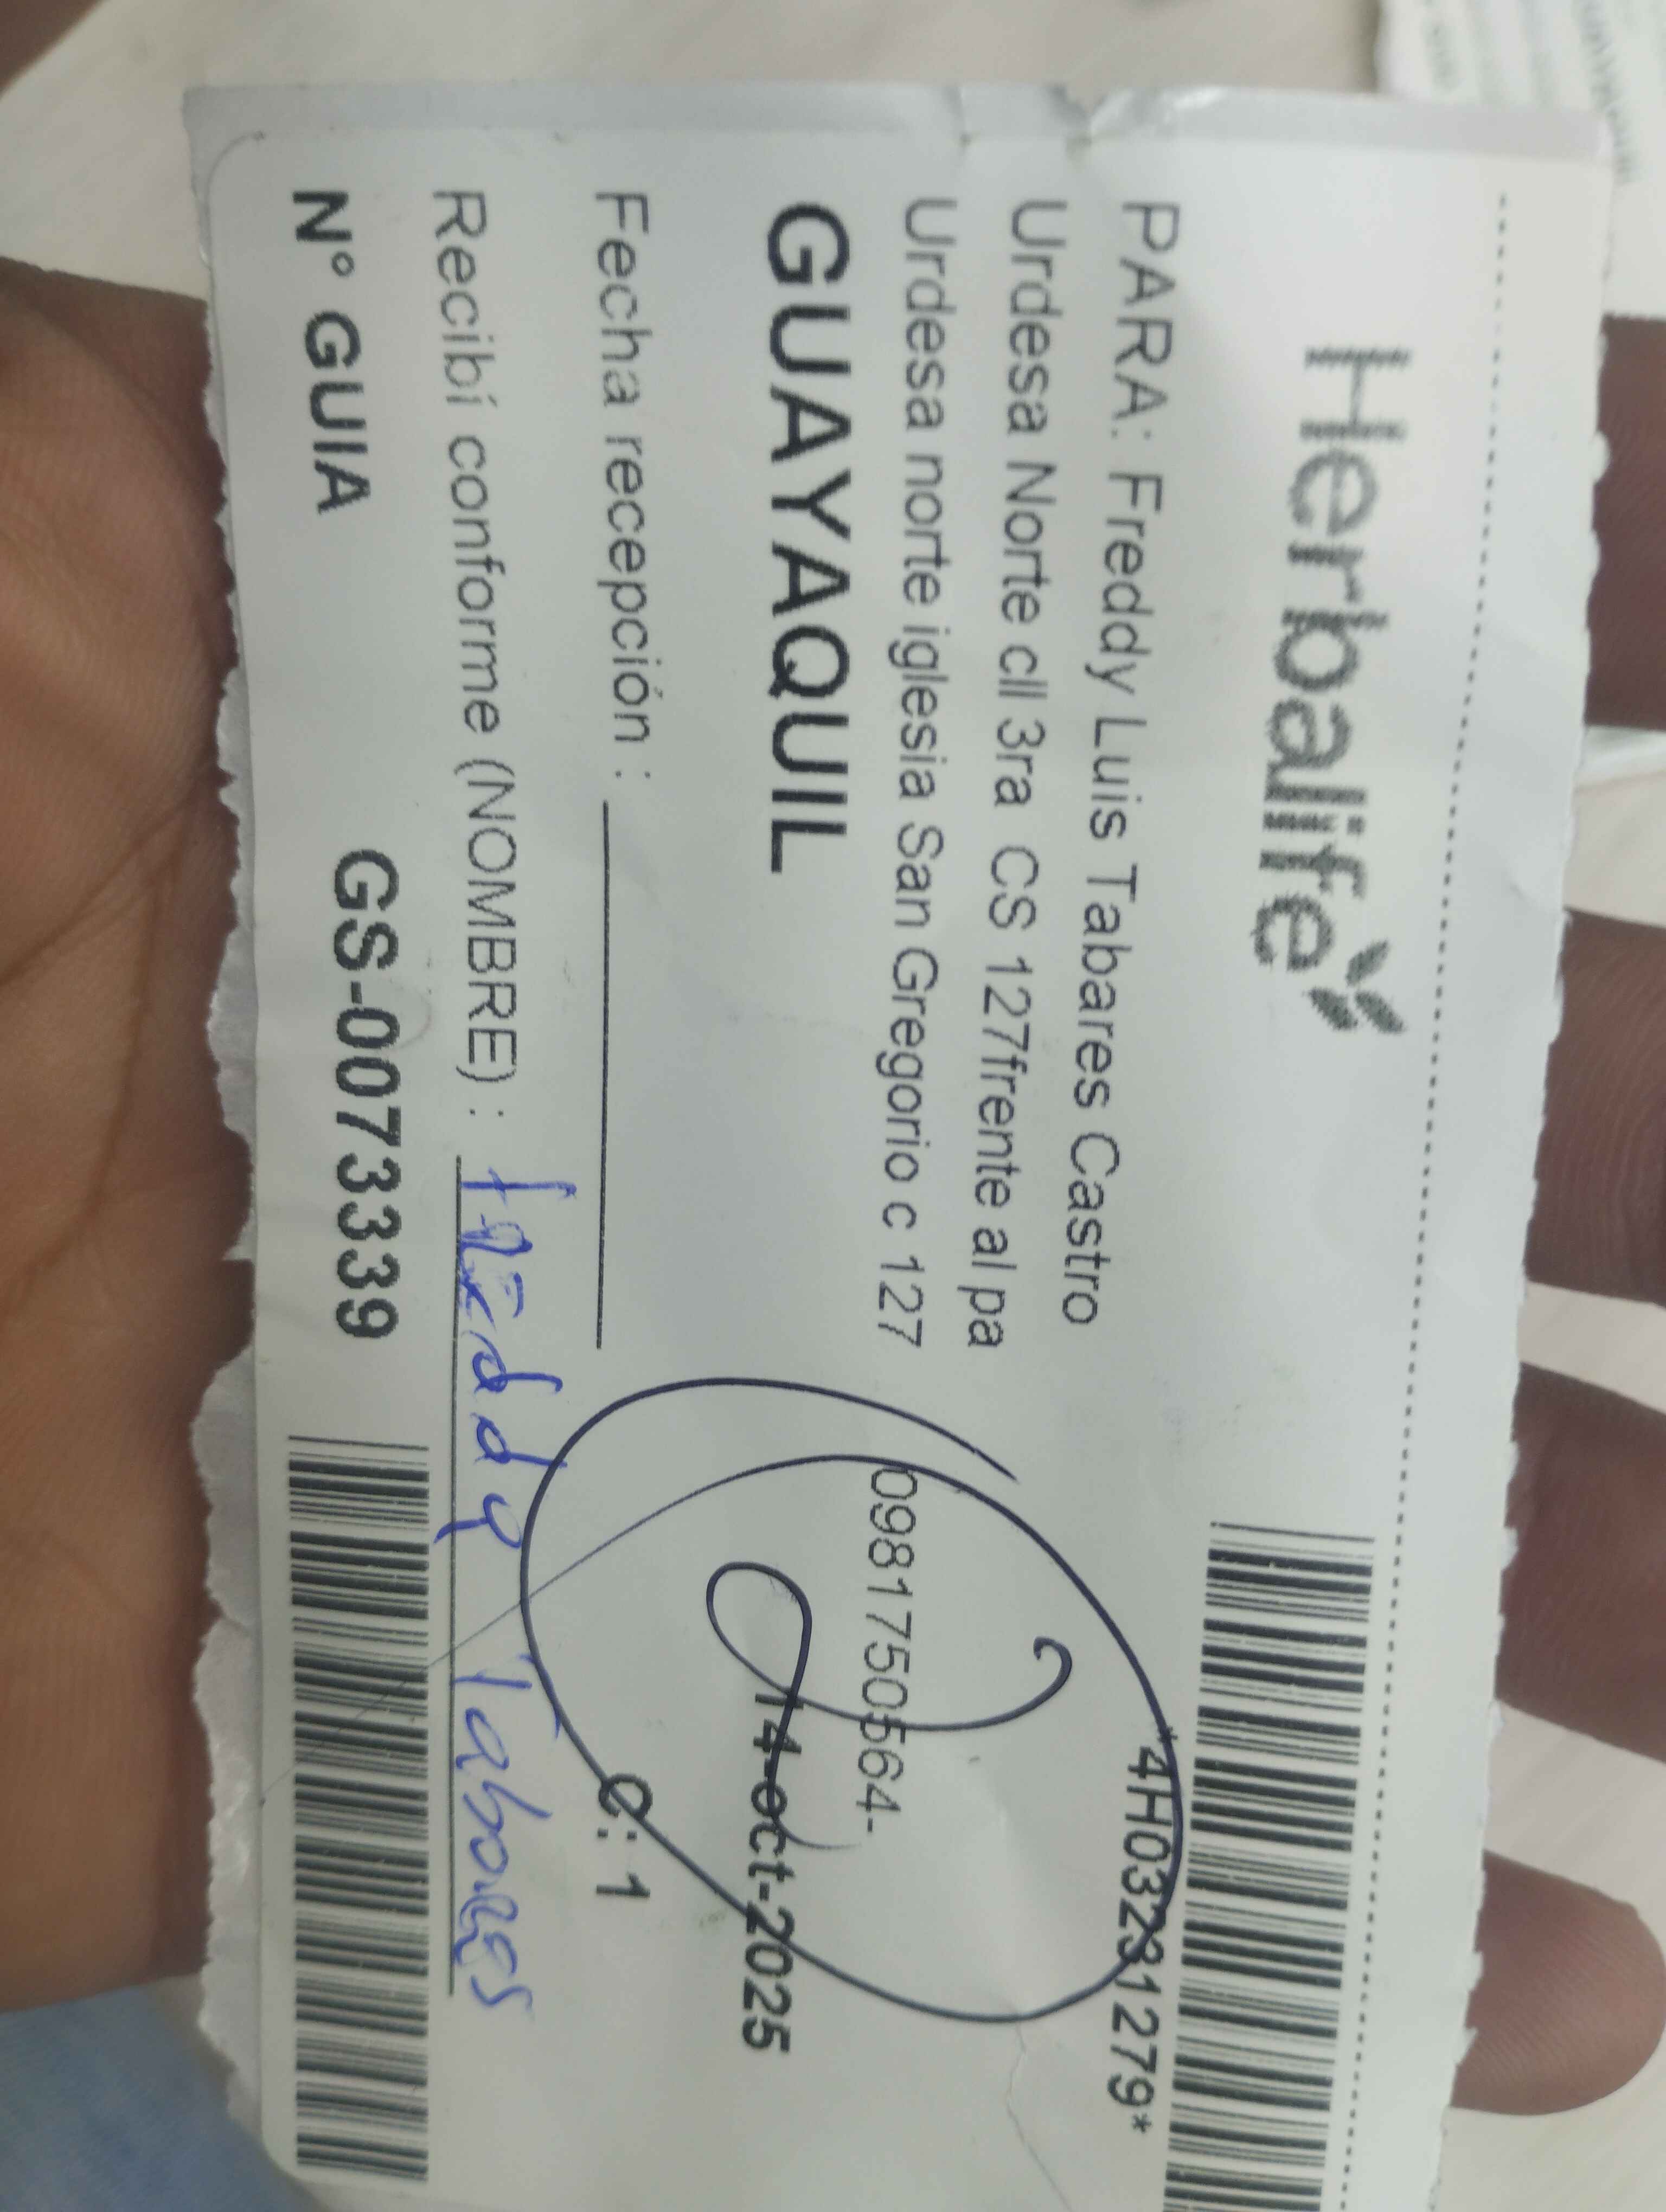 Herbalife
*4H03231279*
PARA: Freddy Luis Tabares Castro
Urdesa Norte cll 3ra CS 127frente al pa
Urdesa norte iglesia San Gregorio c 127
0981750564-
GUAYAQUIL
14-oct-2025
Fecha recepción :
C: 1
Recibí conforme (NOMBRE) : Freddy Tabares
N° GUIA GS-0073339